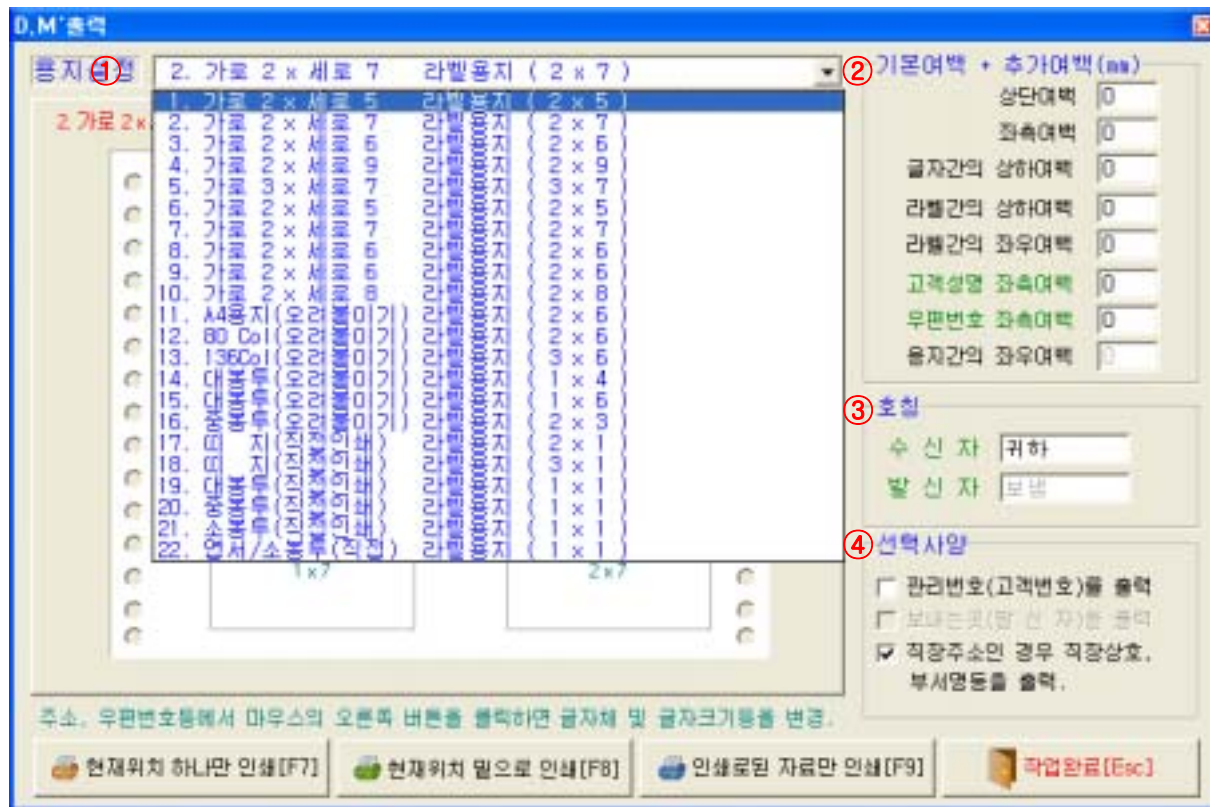 D.M'출력
용지설정 ① 2. 가로 2 x 세로 7 라벨용지 ( 2 x 7 )
1. 가로 2 x 세로 5 라벨용지 ( 2 x 5 )
2. 가로 2 x 세로 7 라벨용지 ( 2 x 7 )
3. 가로 2 x 세로 6 라벨용지 ( 2 x 6 )
4. 가로 2 x 세로 9 라벨용지 ( 2 x 9 )
5. 가로 3 x 세로 7 라벨용지 ( 3 x 7 )
6. 가로 2 x 세로 5 라벨용지 ( 2 x 5 )
7. 가로 2 x 세로 7 라벨용지 ( 2 x 7 )
8. 가로 2 x 세로 6 라벨용지 ( 2 x 6 )
9. 가로 2 x 세로 6 라벨용지 ( 2 x 6 )
10. 가로 2 x 세로 8 라벨용지 ( 2 x 8 )
11. A4용지(오려붙이기) 라벨용지 ( 2 x 6 )
12. 80 Col(오려붙이기) 라벨용지 ( 2 x 6 )
13. 136Col(오려붙이기) 라벨용지 ( 3 x 6 )
14. 대봉투(오려붙이기) 라벨용지 ( 1 x 4 )
15. 대봉투(오려붙이기) 라벨용지 ( 1 x 6 )
16. 중봉투(오려붙이기) 라벨용지 ( 2 x 3 )
17. 띠 지(직접인쇄) 라벨용지 ( 2 x 1 )
18. 띠 지(직접인쇄) 라벨용지 ( 3 x 1 )
19. 대봉투(직접인쇄) 라벨용지 ( 1 x 1 )
20. 중봉투(직접인쇄) 라벨용지 ( 1 x 1 )
21. 소봉투(직접인쇄) 라벨용지 ( 1 x 1 )
22. 엽서/소봉투(직접) 라벨용지 ( 1 x 1 )
2.가로 2x
1x7 2x7
② 기본여백 + 추가여백(mm)
상단여백 0
좌측여백 0
글자간의 상하여백 0
라벨간의 상하여백 0
라벨간의 좌우여백 0
고객성명 좌측여백 0
우편번호 좌측여백 0
용지간의 좌우여백 0
③ 호칭
수 신 자 귀하
발 신 자 보냄
④ 선택사양
관리번호(고객번호)를 출력
보내는곳(발 신 자)를 출력
직장주소인 경우 직장상호,
부서명등을 출력.
주소, 우편번호등에서 마우스의 오른쪽 버튼을 클릭하면 글자체 및 글자크기등을 변경.
현재위치 하나만 인쇄[F7] 현재위치 밑으로 인쇄[F8] 인쇄로된 자료만 인쇄[F9] 작업완료[Esc]